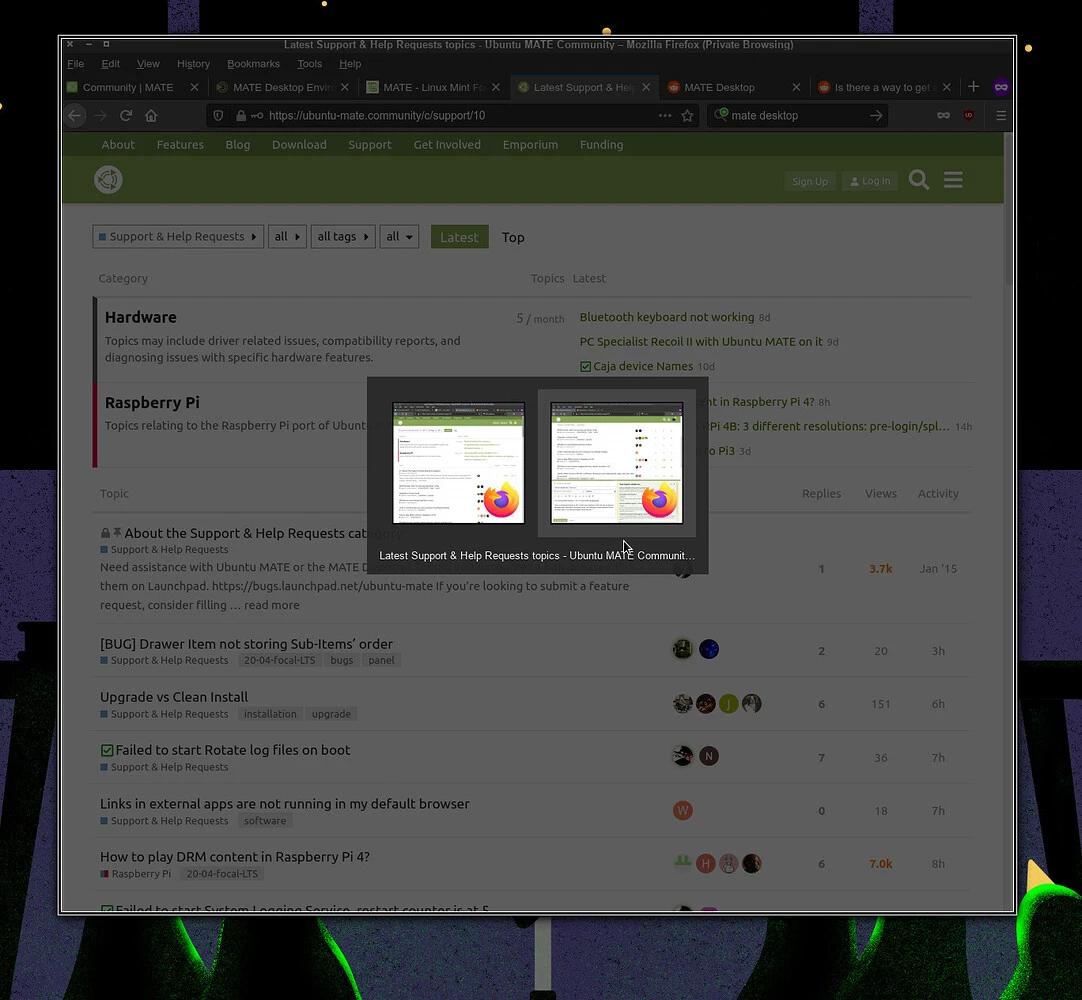 Latest Support & Help Requests topics - Ubuntu MATE Community – Mozilla Firefox (Private Browsing)
File Edit View History Bookmarks Tools Help
Community | MATE
MATE Desktop Envir
MATE - Linux Mint Fo
Latest Support & Help
MATE Desktop
Is there a way to get
https://ubuntu-mate.community/c/support/10
mate desktop
About Features Blog Download Support Get Involved Emporium Funding
Sign Up Log In
Support & Help Requests all all tags all Latest Top
Category Topics Latest
Hardware
Topics may include driver related issues, compatibility reports, and
diagnosing issues with specific hardware features.
5 / month
Bluetooth keyboard not working 8d
PC Specialist Recoil II with Ubuntu MATE on it 9d
Caja device Names 10d
Raspberry Pi
Topics relating to the Raspberry Pi port of Ubuntu
nt in Raspberry Pi 4? 8h
RPi 4B: 3 different resolutions: pre-login/spl… 14h
o Pi3 3d
Topic Replies Views Activity
About the Support & Help Requests cat
Support & Help Requests
Latest Support & Help Requests topics - Ubuntu MATE Communit...
Need assistance with Ubuntu MATE or the MATE D
them on Launchpad. https://bugs.launchpad.net/ubuntu-mate If you're looking to submit a feature
request, consider filling … read more
1 3.7k Jan '15
[BUG] Drawer Item not storing Sub-Items’ order
Support & Help Requests 20-04-focal-LTS bugs panel
2 20 3h
Upgrade vs Clean Install
Support & Help Requests installation upgrade
J
6 151 6h
Failed to start Rotate log files on boot
Support & Help Requests
N
7 36 7h
Links in external apps are not running in my default browser
Support & Help Requests software
W
0 18 7h
How to play DRM content in Raspberry Pi 4?
Raspberry Pi 20-04-focal-LTS
H
6 7.0k 8h
Failed to start System Logging Service, restart counter is at 5